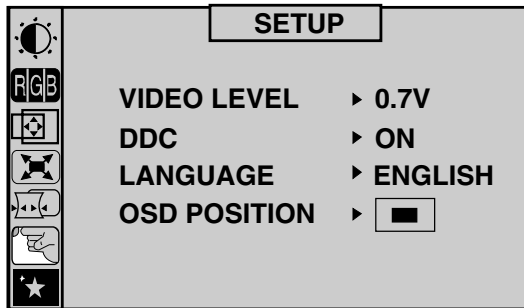 SETUP
RGB
VIDEO LEVEL 0.7V
DDC ON
LANGUAGE ENGLISH
OSD POSITION